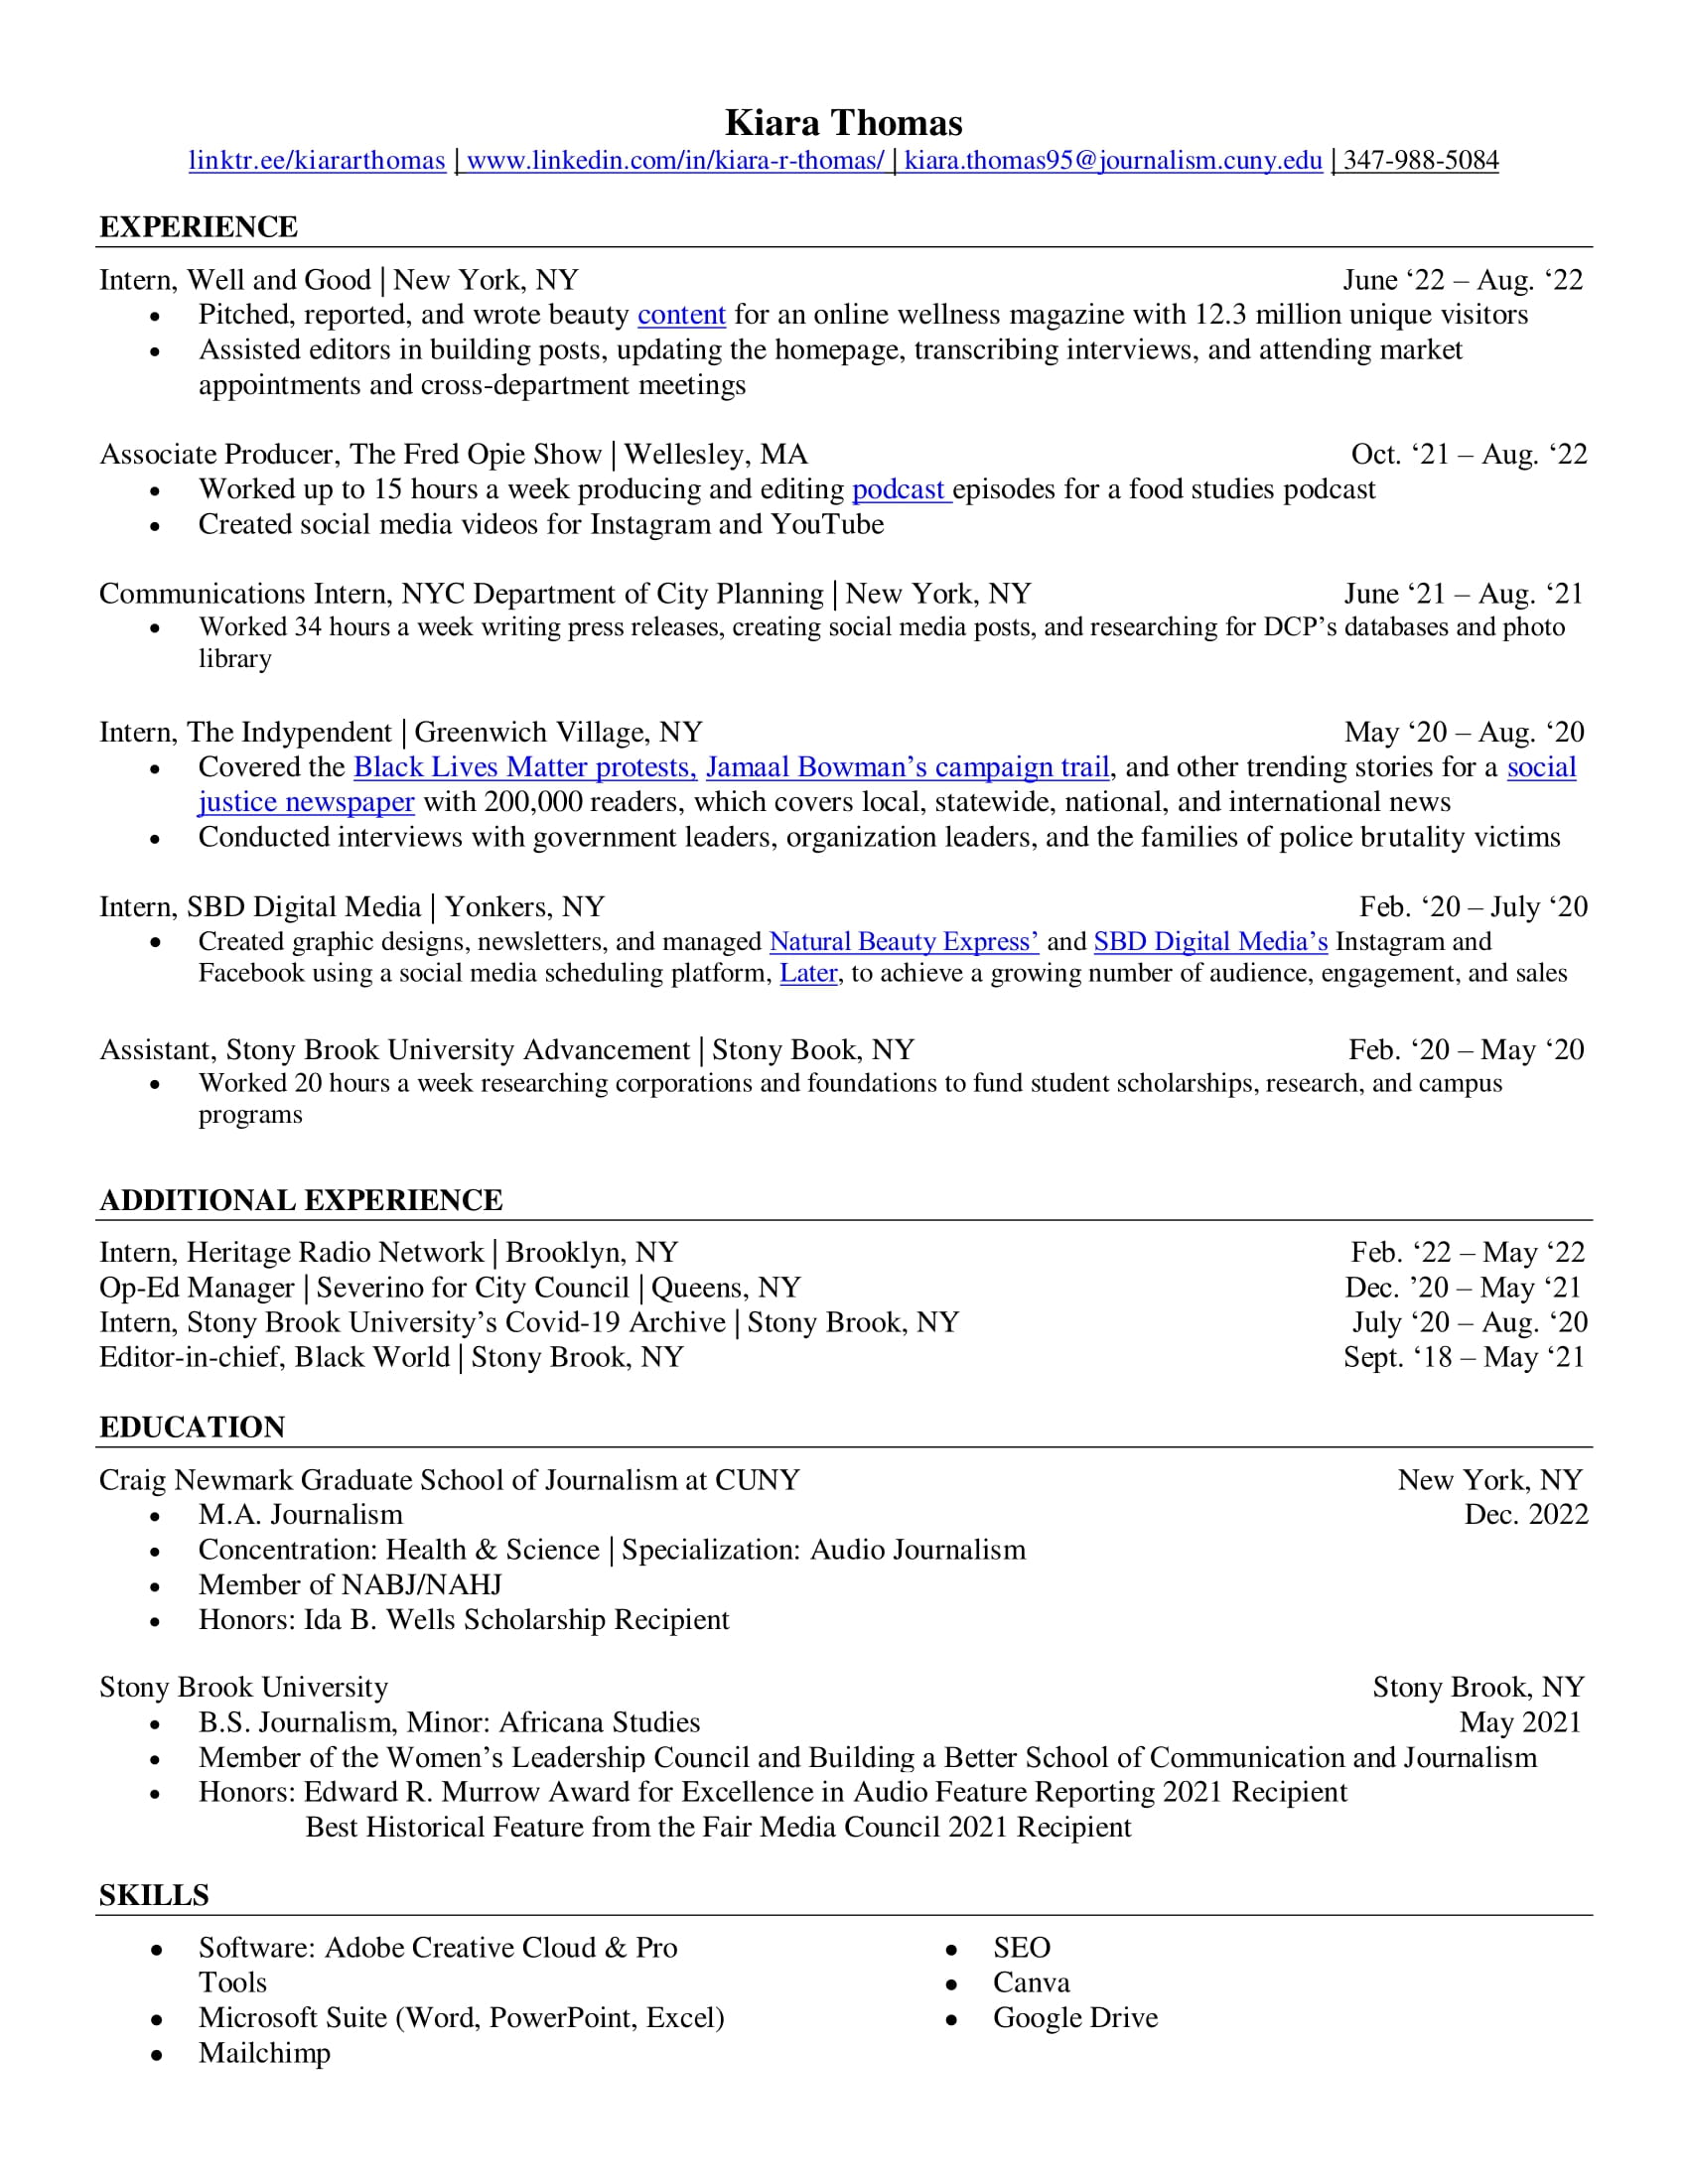 Kiara Thomas
linktr.ee/kiararthomas | www.linkedin.com/in/kiara-r-thomas/ | kiara.thomas95@journalism.cuny.edu | 347-988-5084
EXPERIENCE
Intern, Well and Good | New York, NY June ‘22 – Aug. ‘22
• Pitched, reported, and wrote beauty content for an online wellness magazine with 12.3 million unique visitors
• Assisted editors in building posts, updating the homepage, transcribing interviews, and attending market
appointments and cross-department meetings
Associate Producer, The Fred Opie Show | Wellesley, MA Oct. ‘21 – Aug. ‘22
• Worked up to 15 hours a week producing and editing podcast episodes for a food studies podcast
• Created social media videos for Instagram and YouTube
Communications Intern, NYC Department of City Planning | New York, NY June ‘21 – Aug. ‘21
• Worked 34 hours a week writing press releases, creating social media posts, and researching for DCP’s databases and photo
library
Intern, The Indypendent | Greenwich Village, NY May ‘20 – Aug. ‘20
• Covered the Black Lives Matter protests, Jamaal Bowman’s campaign trail, and other trending stories for a social
justice newspaper with 200,000 readers, which covers local, statewide, national, and international news
• Conducted interviews with government leaders, organization leaders, and the families of police brutality victims
Intern, SBD Digital Media | Yonkers, NY Feb. ‘20 – July ‘20
• Created graphic designs, newsletters, and managed Natural Beauty Express’ and SBD Digital Media’s Instagram and
Facebook using a social media scheduling platform, Later, to achieve a growing number of audience, engagement, and sales
Assistant, Stony Brook University Advancement | Stony Book, NY Feb. ‘20 – May ‘20
• Worked 20 hours a week researching corporations and foundations to fund student scholarships, research, and campus
programs
ADDITIONAL EXPERIENCE
Intern, Heritage Radio Network | Brooklyn, NY Feb. ‘22 – May ‘22
Op-Ed Manager | Severino for City Council | Queens, NY Dec. ’20 – May ‘21
Intern, Stony Brook University’s Covid-19 Archive | Stony Brook, NY July ‘20 – Aug. ‘20
Editor-in-chief, Black World | Stony Brook, NY Sept. ‘18 – May ‘21
EDUCATION
Craig Newmark Graduate School of Journalism at CUNY New York, NY
• M.A. Journalism Dec. 2022
• Concentration: Health & Science | Specialization: Audio Journalism
• Member of NABJ/NAHJ
• Honors: Ida B. Wells Scholarship Recipient
Stony Brook University Stony Brook, NY
• B.S. Journalism, Minor: Africana Studies May 2021
• Member of the Women’s Leadership Council and Building a Better School of Communication and Journalism
• Honors: Edward R. Murrow Award for Excellence in Audio Feature Reporting 2021 Recipient
Best Historical Feature from the Fair Media Council 2021 Recipient
SKILLS
• Software: Adobe Creative Cloud & Pro
Tools
• Microsoft Suite (Word, PowerPoint, Excel)
• Mailchimp
• SEO
• Canva
• Google Drive